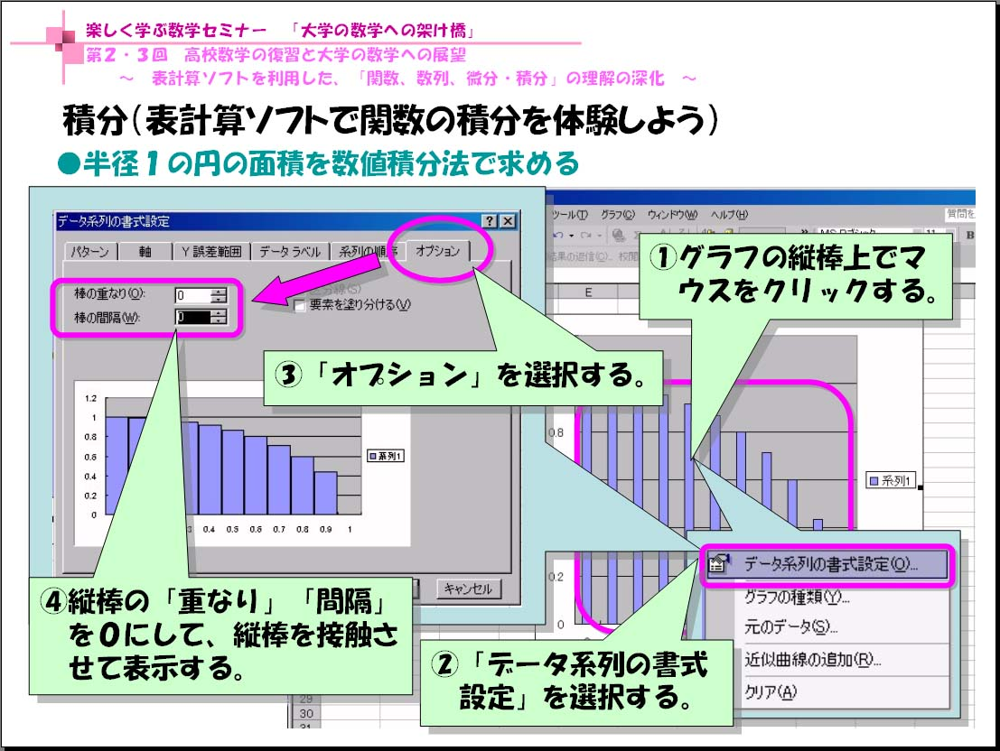 楽しく学ぶ数学セミナー 「大学の数学への架け橋」
第２・３回 高校数学の復習と大学の数学への展望
～ 表計算ソフトを利用した、「関数、数列、微分・積分」の理解の深化 ～
積分（表計算ソフトで関数の積分を体験しよう）
●半径１の円の面積を数値積分法で求める
データ系列の書式設定
パターン 軸 Y 誤差範囲 データ ラベル 系列の順序 オプション
棒の重なり(O): 0
棒の間隔(W): 0
区分線(S)
要素を塗り分ける(V)
1.2
1
0.8
0.6
0.4
0.2
0
0.4 0.5 0.6 0.7 0.8 0.9 1
系列1
キャンセル
ツール(T) グラフ(C) ウィンドウ(W) ヘルプ(H)
質問を
B
E
①グラフの縦棒上でマ
ウスをクリックする。
③「オプション」を選択する。
0.8
0.2
0
系列1
データ系列の書式設定(O)...
グラフの種類(Y)...
元のデータ(S)...
近似曲線の追加(R)...
クリア(A)
④縦棒の「重なり」「間隔」
を０にして、縦棒を接触さ
せて表示する。
②「データ系列の書式
設定」を選択する。
29
30
31